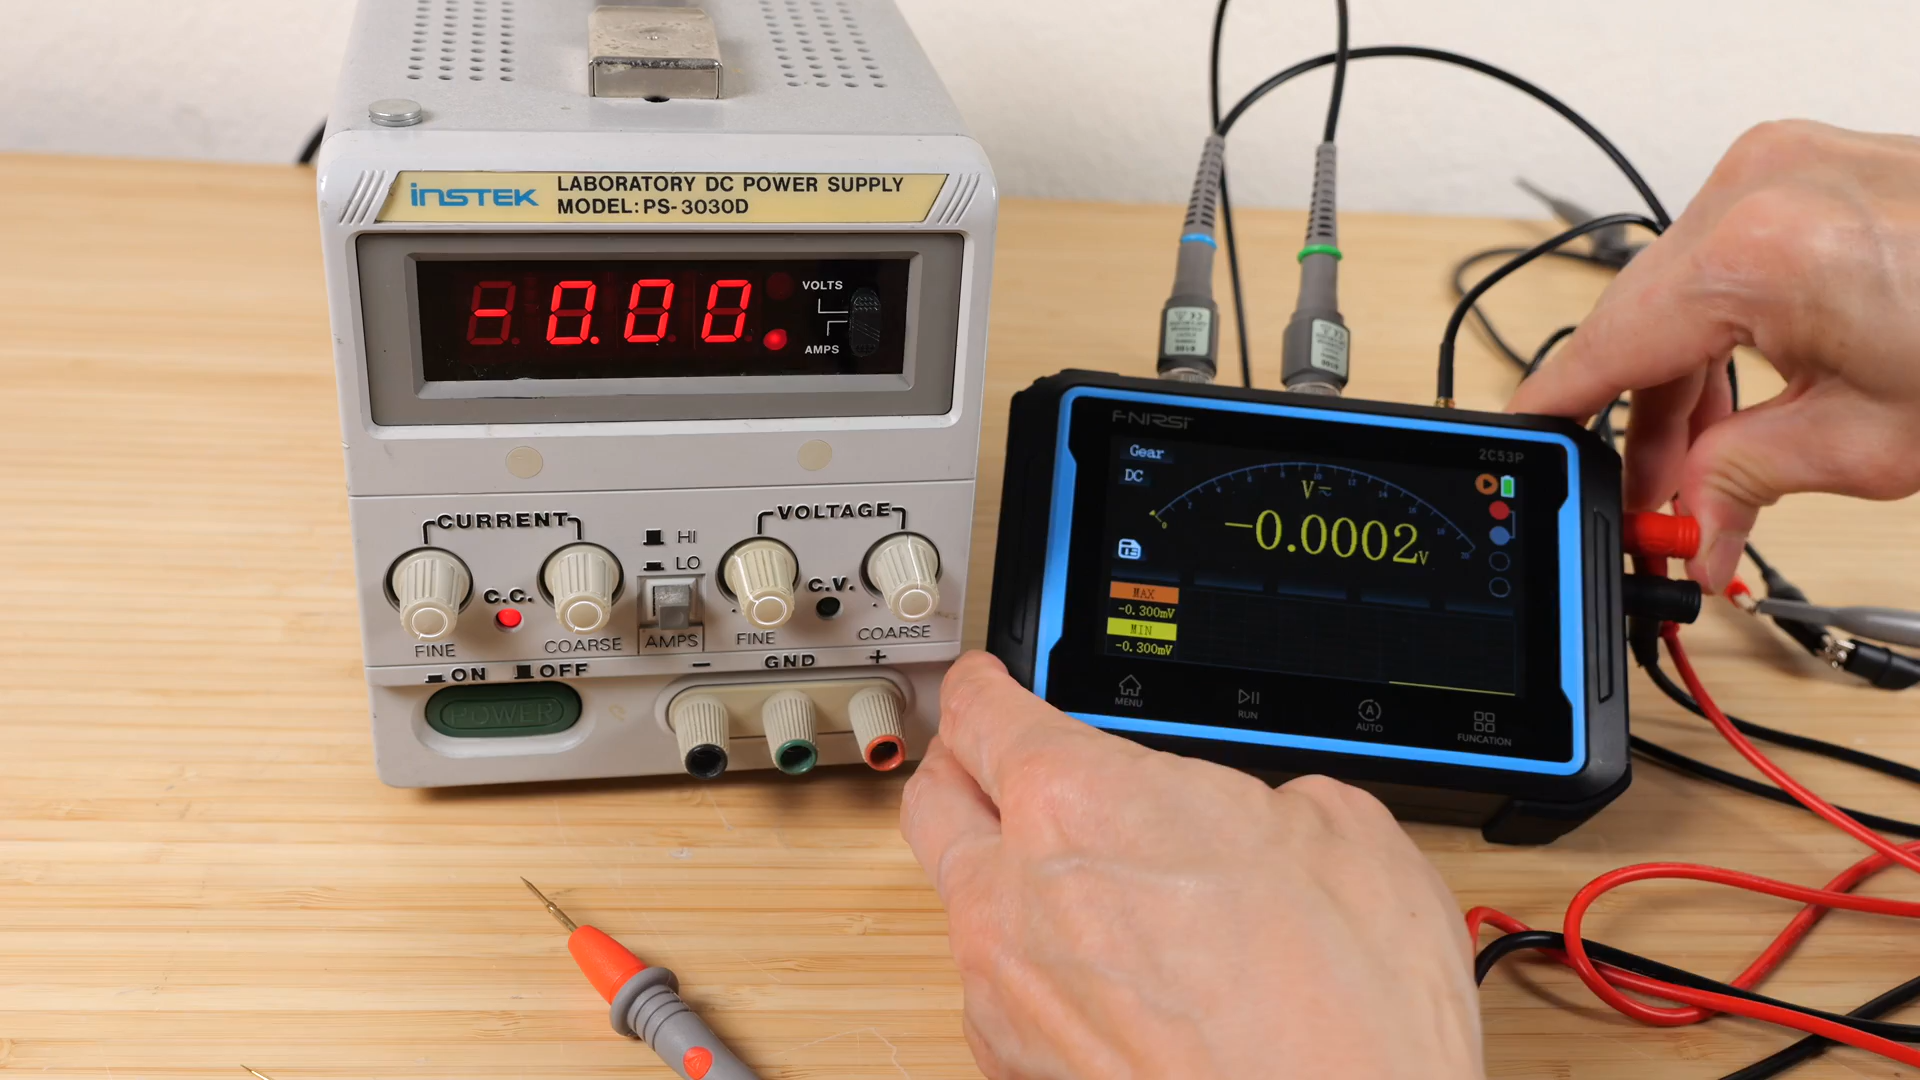 INSTEK
LABORATORY DC POWER SUPPLY
MODEL: PS-3030D
-0.00
VOLTS
AMPS
CURRENT
HI
LO
VOLTAGE
C.C.
C.V.
FINE
COARSE
AMPS
FINE
COARSE
ON
OFF
-
GND
+
POWER
FNIRSI
2C53P
Gear
DC
V
-0.0002V
MAX
-0.300mV
MIN
-0.300mV
MENU
RUN
AUTO
FUNCATION